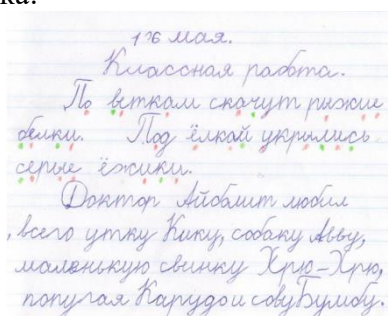 ка.
16 мая.
Классная работа.
По веткам скачут рыжие
белки. Под ёлкой укрылись
серые ёжики.
Доктор Айболит любил
всего утку Кику, собаку Авву,
маленькую свинку Хрю-Хрю,
попугая Карудо и сову Бумбу.